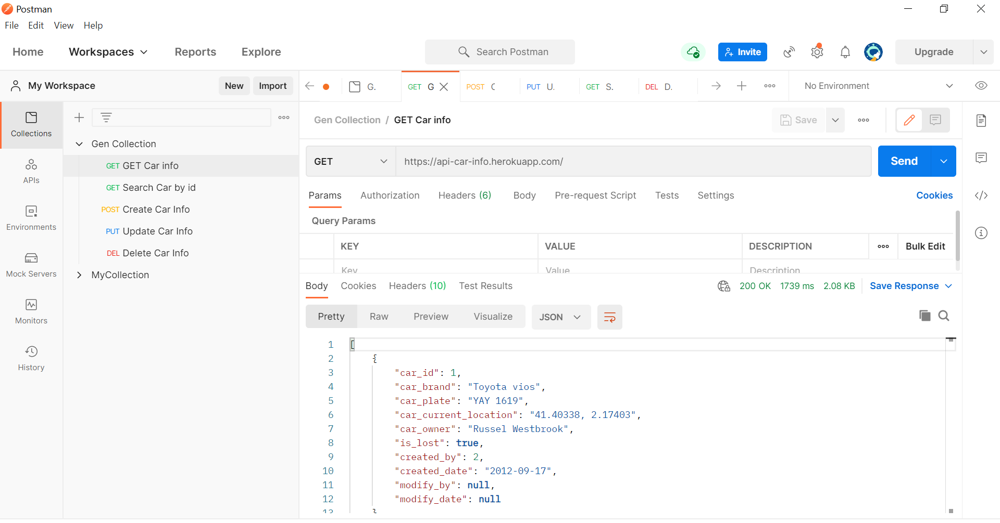 Postman
File Edit View Help
Home Workspaces Reports Explore Search Postman Invite Upgrade
My Workspace New Import
G. GET G POST PUT U. GET S. DEL D. No Environment
Collections
APIs
Environments
Mock Servers
Monitors
History
Gen Collection
GET GET Car info
GET Search Car by id
POST Create Car Info
PUT Update Car Info
DEL Delete Car Info
MyCollection
Gen Collection / GET Car info Save
GET https://api-car-info.herokuapp.com/ Send
Params Authorization Headers (6) Body Pre-request Script Tests Settings Cookies
Query Params
KEY VALUE DESCRIPTION Bulk Edit
Key Value Description
Body Cookies Headers (10) Test Results 200 OK 1739 ms 2.08 KB Save Response
Pretty Raw Preview Visualize JSON
1 [
2 {
3 "car_id": 1,
4 "car_brand": "Toyota vios",
5 "car_plate": "YAY 1619",
6 "car_current_location": "41.40338, 2.17403",
7 "car_owner": "Russel Westbrook",
8 "is_lost": true,
9 "created_by": 2,
10 "created_date": "2012-09-17",
11 "modify_by": null,
12 "modify_date": null
13 }